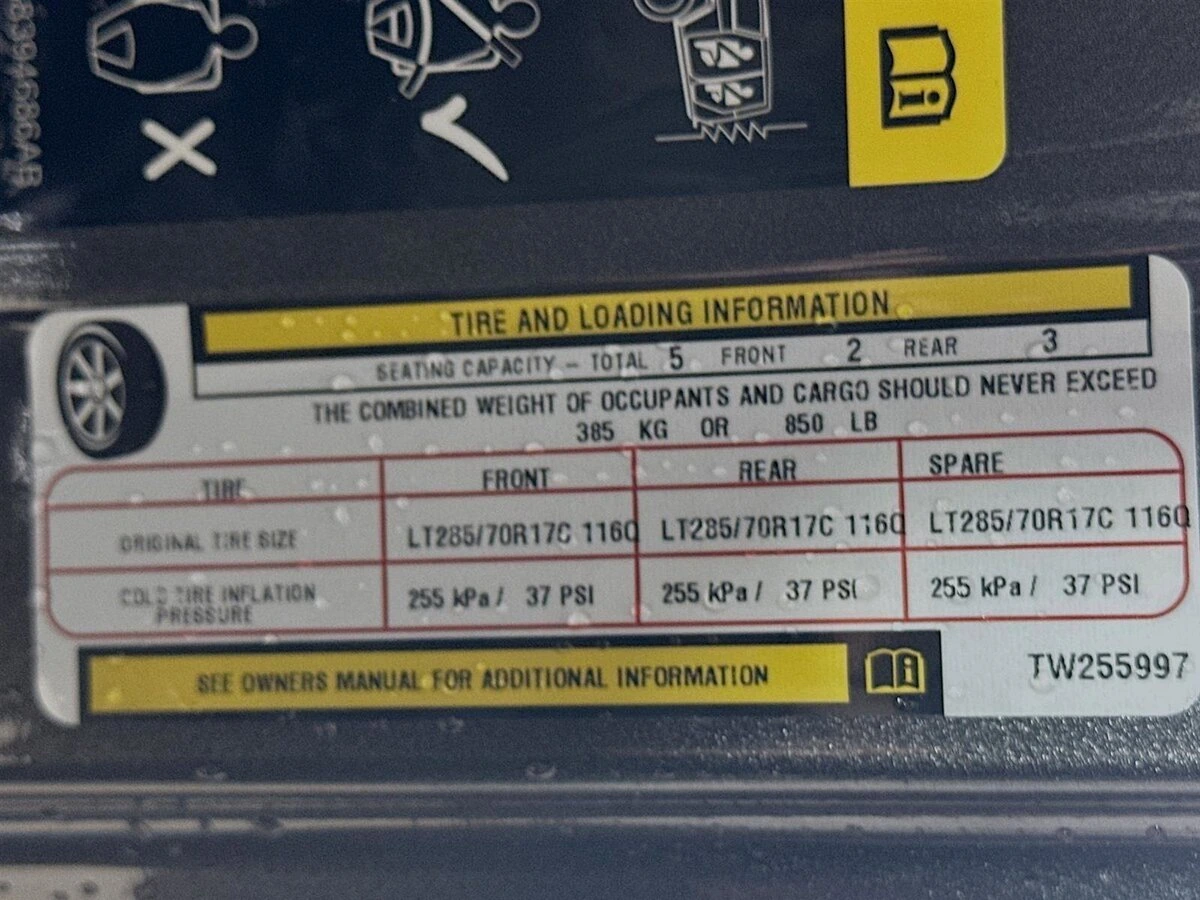 68394686AB
TIRE AND LOADING INFORMATION
SEATING CAPACITY – TOTAL 5 FRONT 2 REAR 3
THE COMBINED WEIGHT OF OCCUPANTS AND CARGO SHOULD NEVER EXCEED
385 KG OR 850 LB
TIRE FRONT REAR SPARE
ORIGINAL TIRE SIZE LT285/70R17C 116Q LT285/70R17C 116Q LT285/70R17C 116Q
COLD TIRE INFLATION PRESSURE 255 kPa / 37 PSI 255 kPa / 37 PSI 255 kPa / 37 PSI
SEE OWNERS MANUAL FOR ADDITIONAL INFORMATION
TW255997